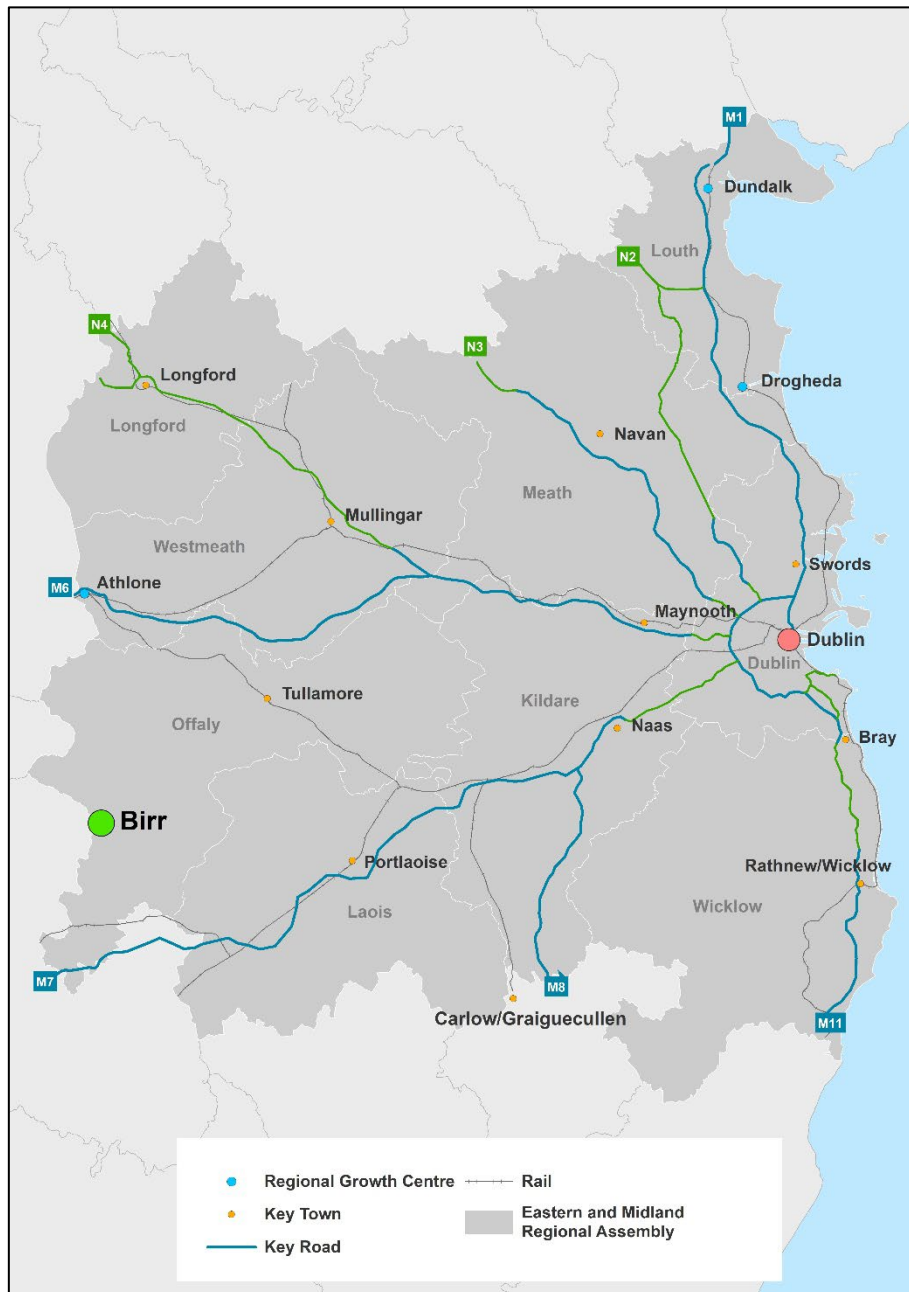 M1
Dundalk
Louth
N2
N4
N3
Longford
Drogheda
Longford
Navan
Meath
Mullingar
Westmeath
Swords
M6
Athlone
Maynooth
Dublin
Dublin
Tullamore
Kildare
Offaly
Naas
Bray
Birr
Portlaoise
Rathnew/Wicklow
Laois
Wicklow
M7
M8
Carlow/Graiguecullen
M11
Regional Growth Centre
Rail
Key Town
Eastern and Midland
Regional Assembly
Key Road